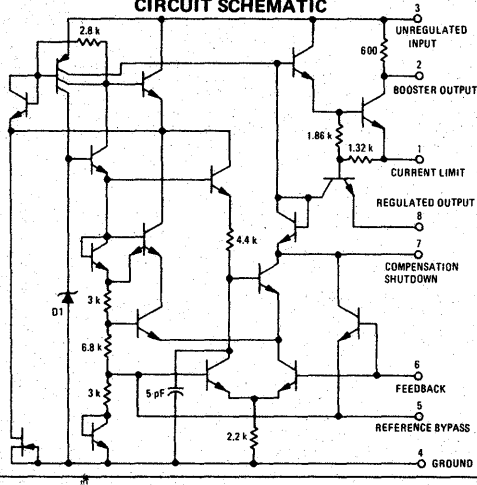 CIRCUIT SCHEMATIC
3
UNREGULATED
INPUT
2.8 k
600
2
BOOSTER OUTPUT
1.86 k
1.32 k
1
CURRENT LIMIT
REGULATED OUTPUT
8
4.4 k
7
COMPENSATION
SHUTDOWN
3 k
D1
6.8 k
6
FEEDBACK
3 k
5 pF
5
REFERENCE BYPASS
2.2 k
4
GROUND